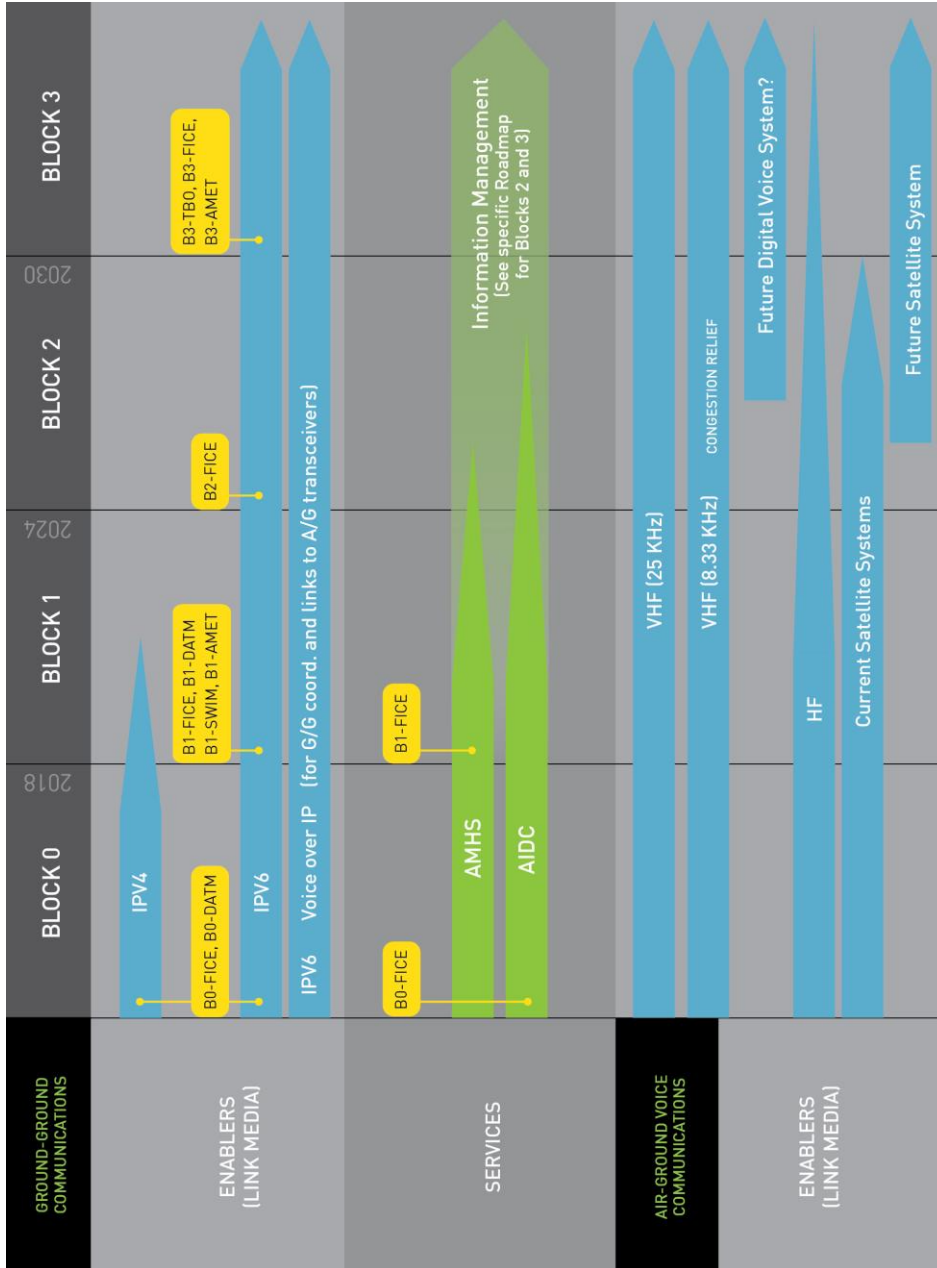 GROUND-GROUND
COMMUNICATIONS
BLOCK 0
2018
BLOCK 1
2024
BLOCK 2
2030
BLOCK 3
ENABLERS
(LINK MEDIA)
IPV4
B0-FICE, B0-DATM
B1-FICE, B1-DATM
B1-SWIM, B1-AMET
B2-FICE
B3-TBO, B3-FICE,
B3-AMET
IPV6
IPV6 Voice over IP (for G/G coord. and links to A/G transceivers)
SERVICES
B0-FICE
B1-FICE
AMHS
AIDC
Information Management
(See specific Roadmap
for Blocks 2 and 3)
AIR-GROUND VOICE
COMMUNICATIONS
ENABLERS
(LINK MEDIA)
VHF (25 KHz)
VHF (8.33 KHz) CONGESTION RELIEF
Future Digital Voice System?
HF
Current Satellite Systems
Future Satellite System